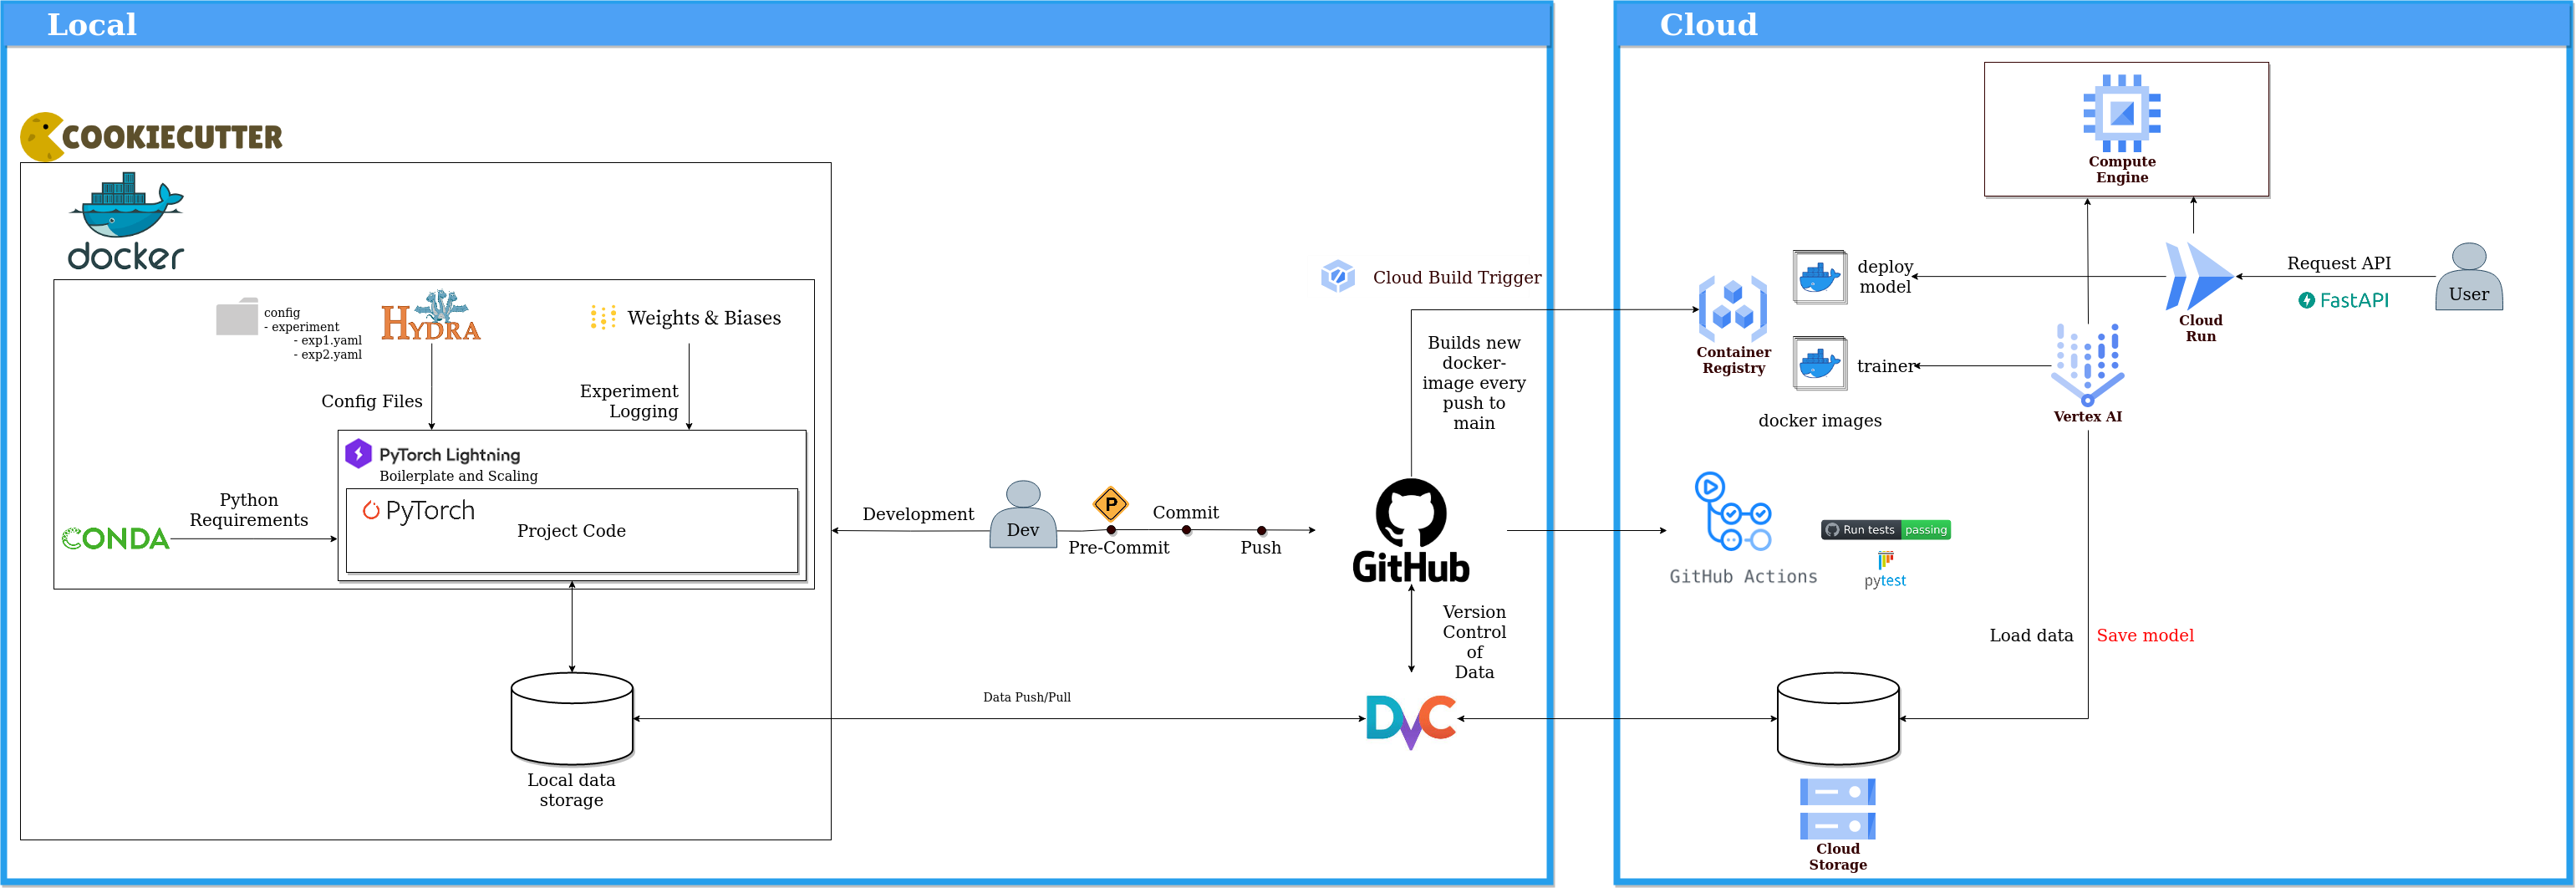 Local
COOKIECUTTER
docker
config
- experiment
- exp1.yaml
- exp2.yaml
HYDRA
Weights & Biases
Config Files
Experiment
Logging
PyTorch Lightning
Boilerplate and Scaling
PyTorch
Project Code
Python
Requirements
CONDA
Local data
storage
Development
Dev
P
Pre-Commit
Commit
Push
Data Push/Pull
Cloud Build Trigger
Builds new
docker-
image every
push to
main
GitHub
Version
Control
of
Data
DVC
Cloud
Compute
Engine
Container
Registry
deploy
model
trainer
docker images
Cloud
Run
Request API
FastAPI
User
Vertex AI
GitHub Actions
Run tests passing
pytest
Load data
Save model
Cloud
Storage